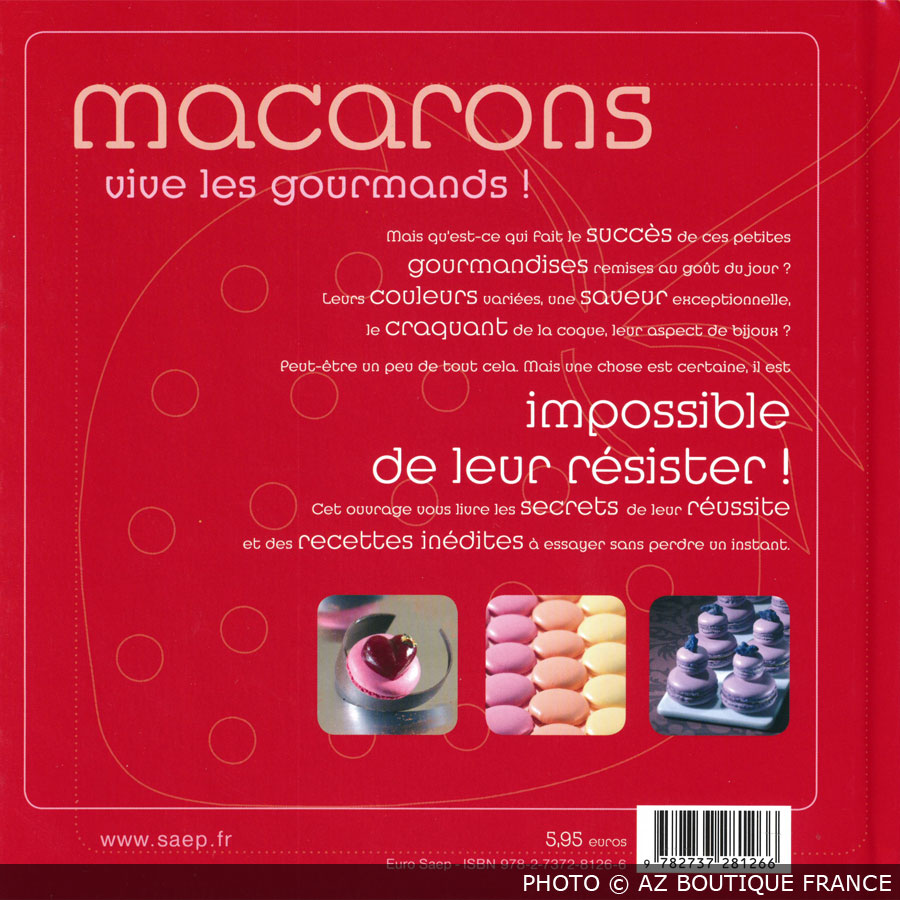 macarons
vive les gourmands !
Mais qu'est-ce qui fait le succès de ces petites
gourmandises remises au goût du jour ?
Leurs couleurs variées, une saveur exceptionnelle,
le craquant de la coque, leur aspect de bijoux ?
Peut-être un peu de tout cela. Mais une chose est certaine, il est
impossible
de leur résister !
Cet ouvrage vous livre les secrets de leur réussite
et des recettes inédites à essayer sans perdre un instant.
www.saep.fr
5,95 euros
Euro Saep - ISBN 978-2-7372-8126-6
9 782737 281266
PHOTO © AZ BOUTIQUE FRANCE